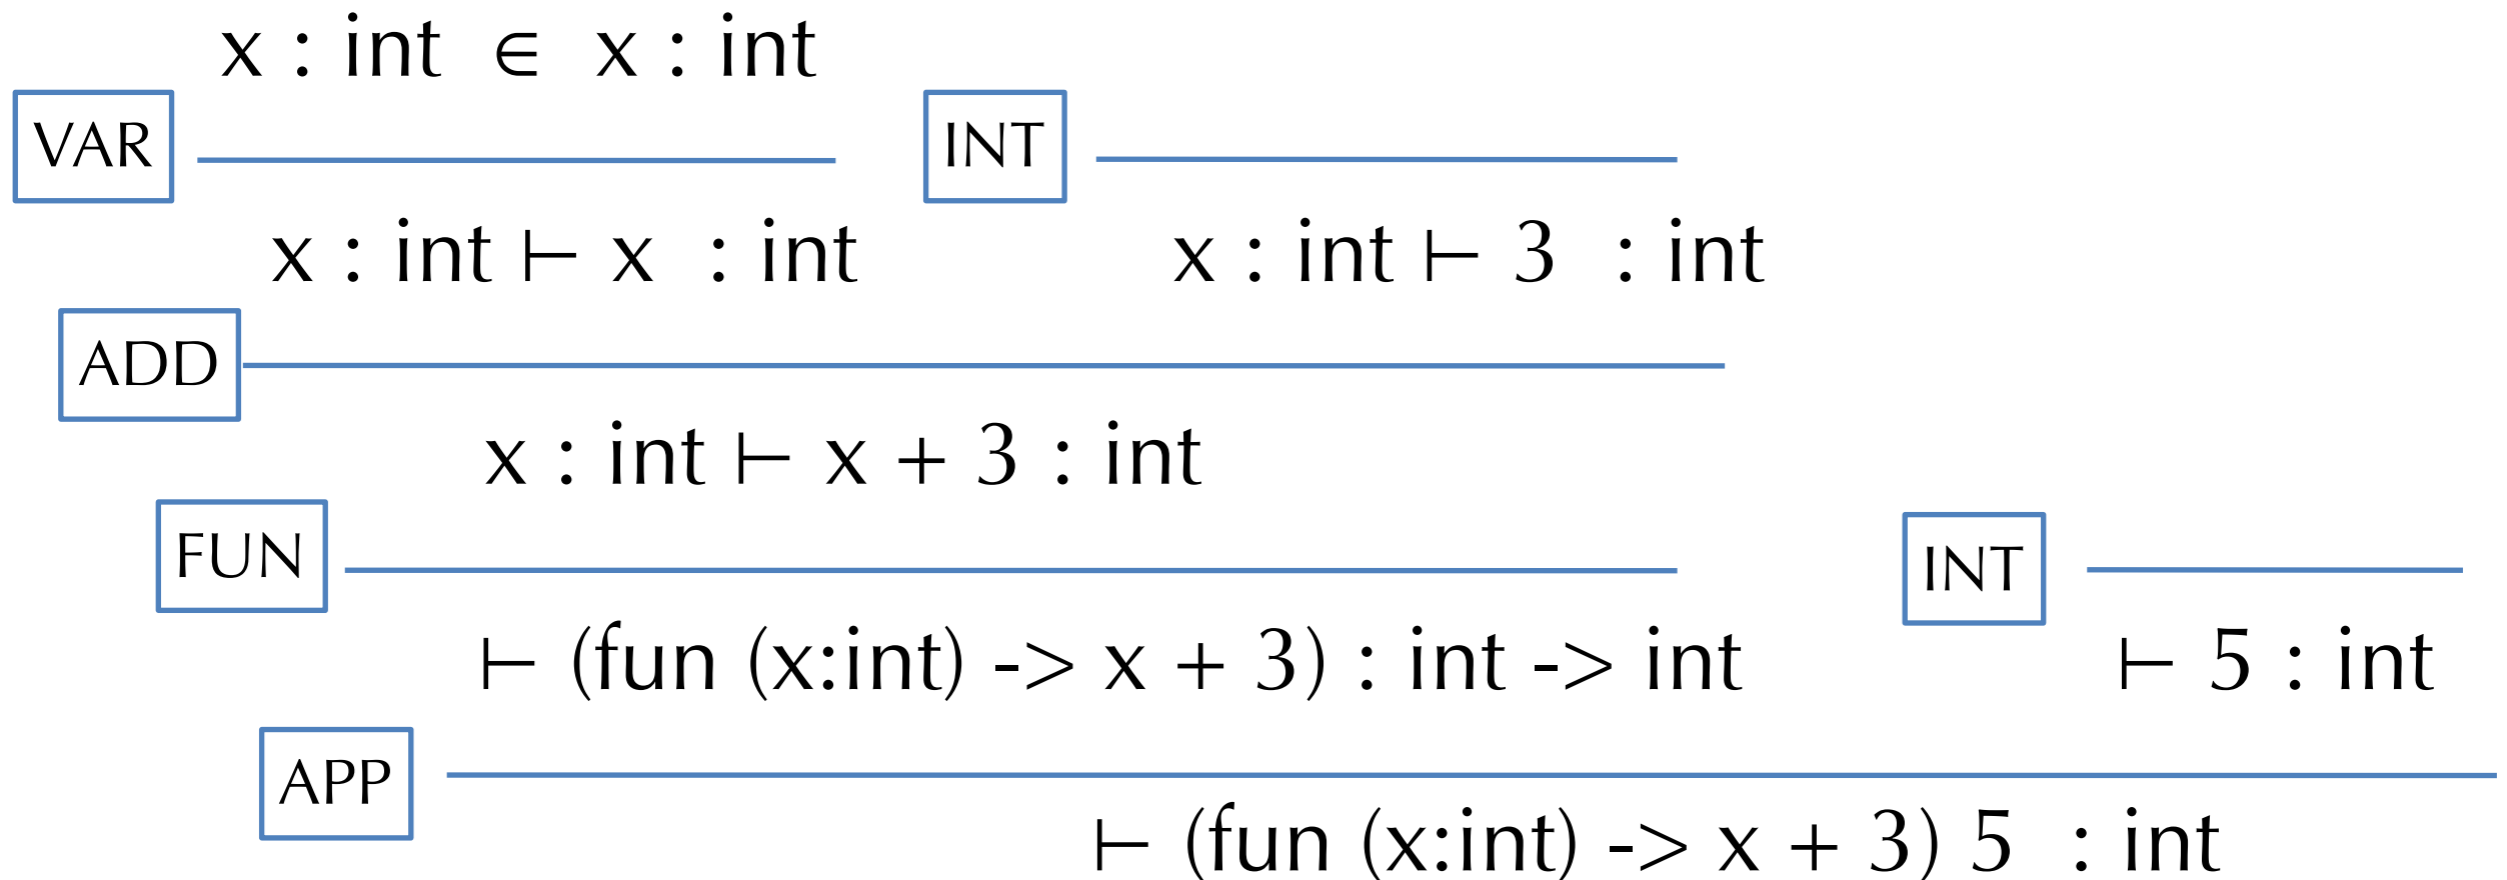 x : int ∈ x : int
VAR
INT
x : int ⊢ x : int
x : int ⊢ 3 : int
ADD
x : int ⊢ x + 3 : int
FUN
INT
⊢ (fun (x:int) -> x + 3) : int -> int
⊢ 5 : int
APP
⊢ (fun (x:int) -> x + 3) 5 : int